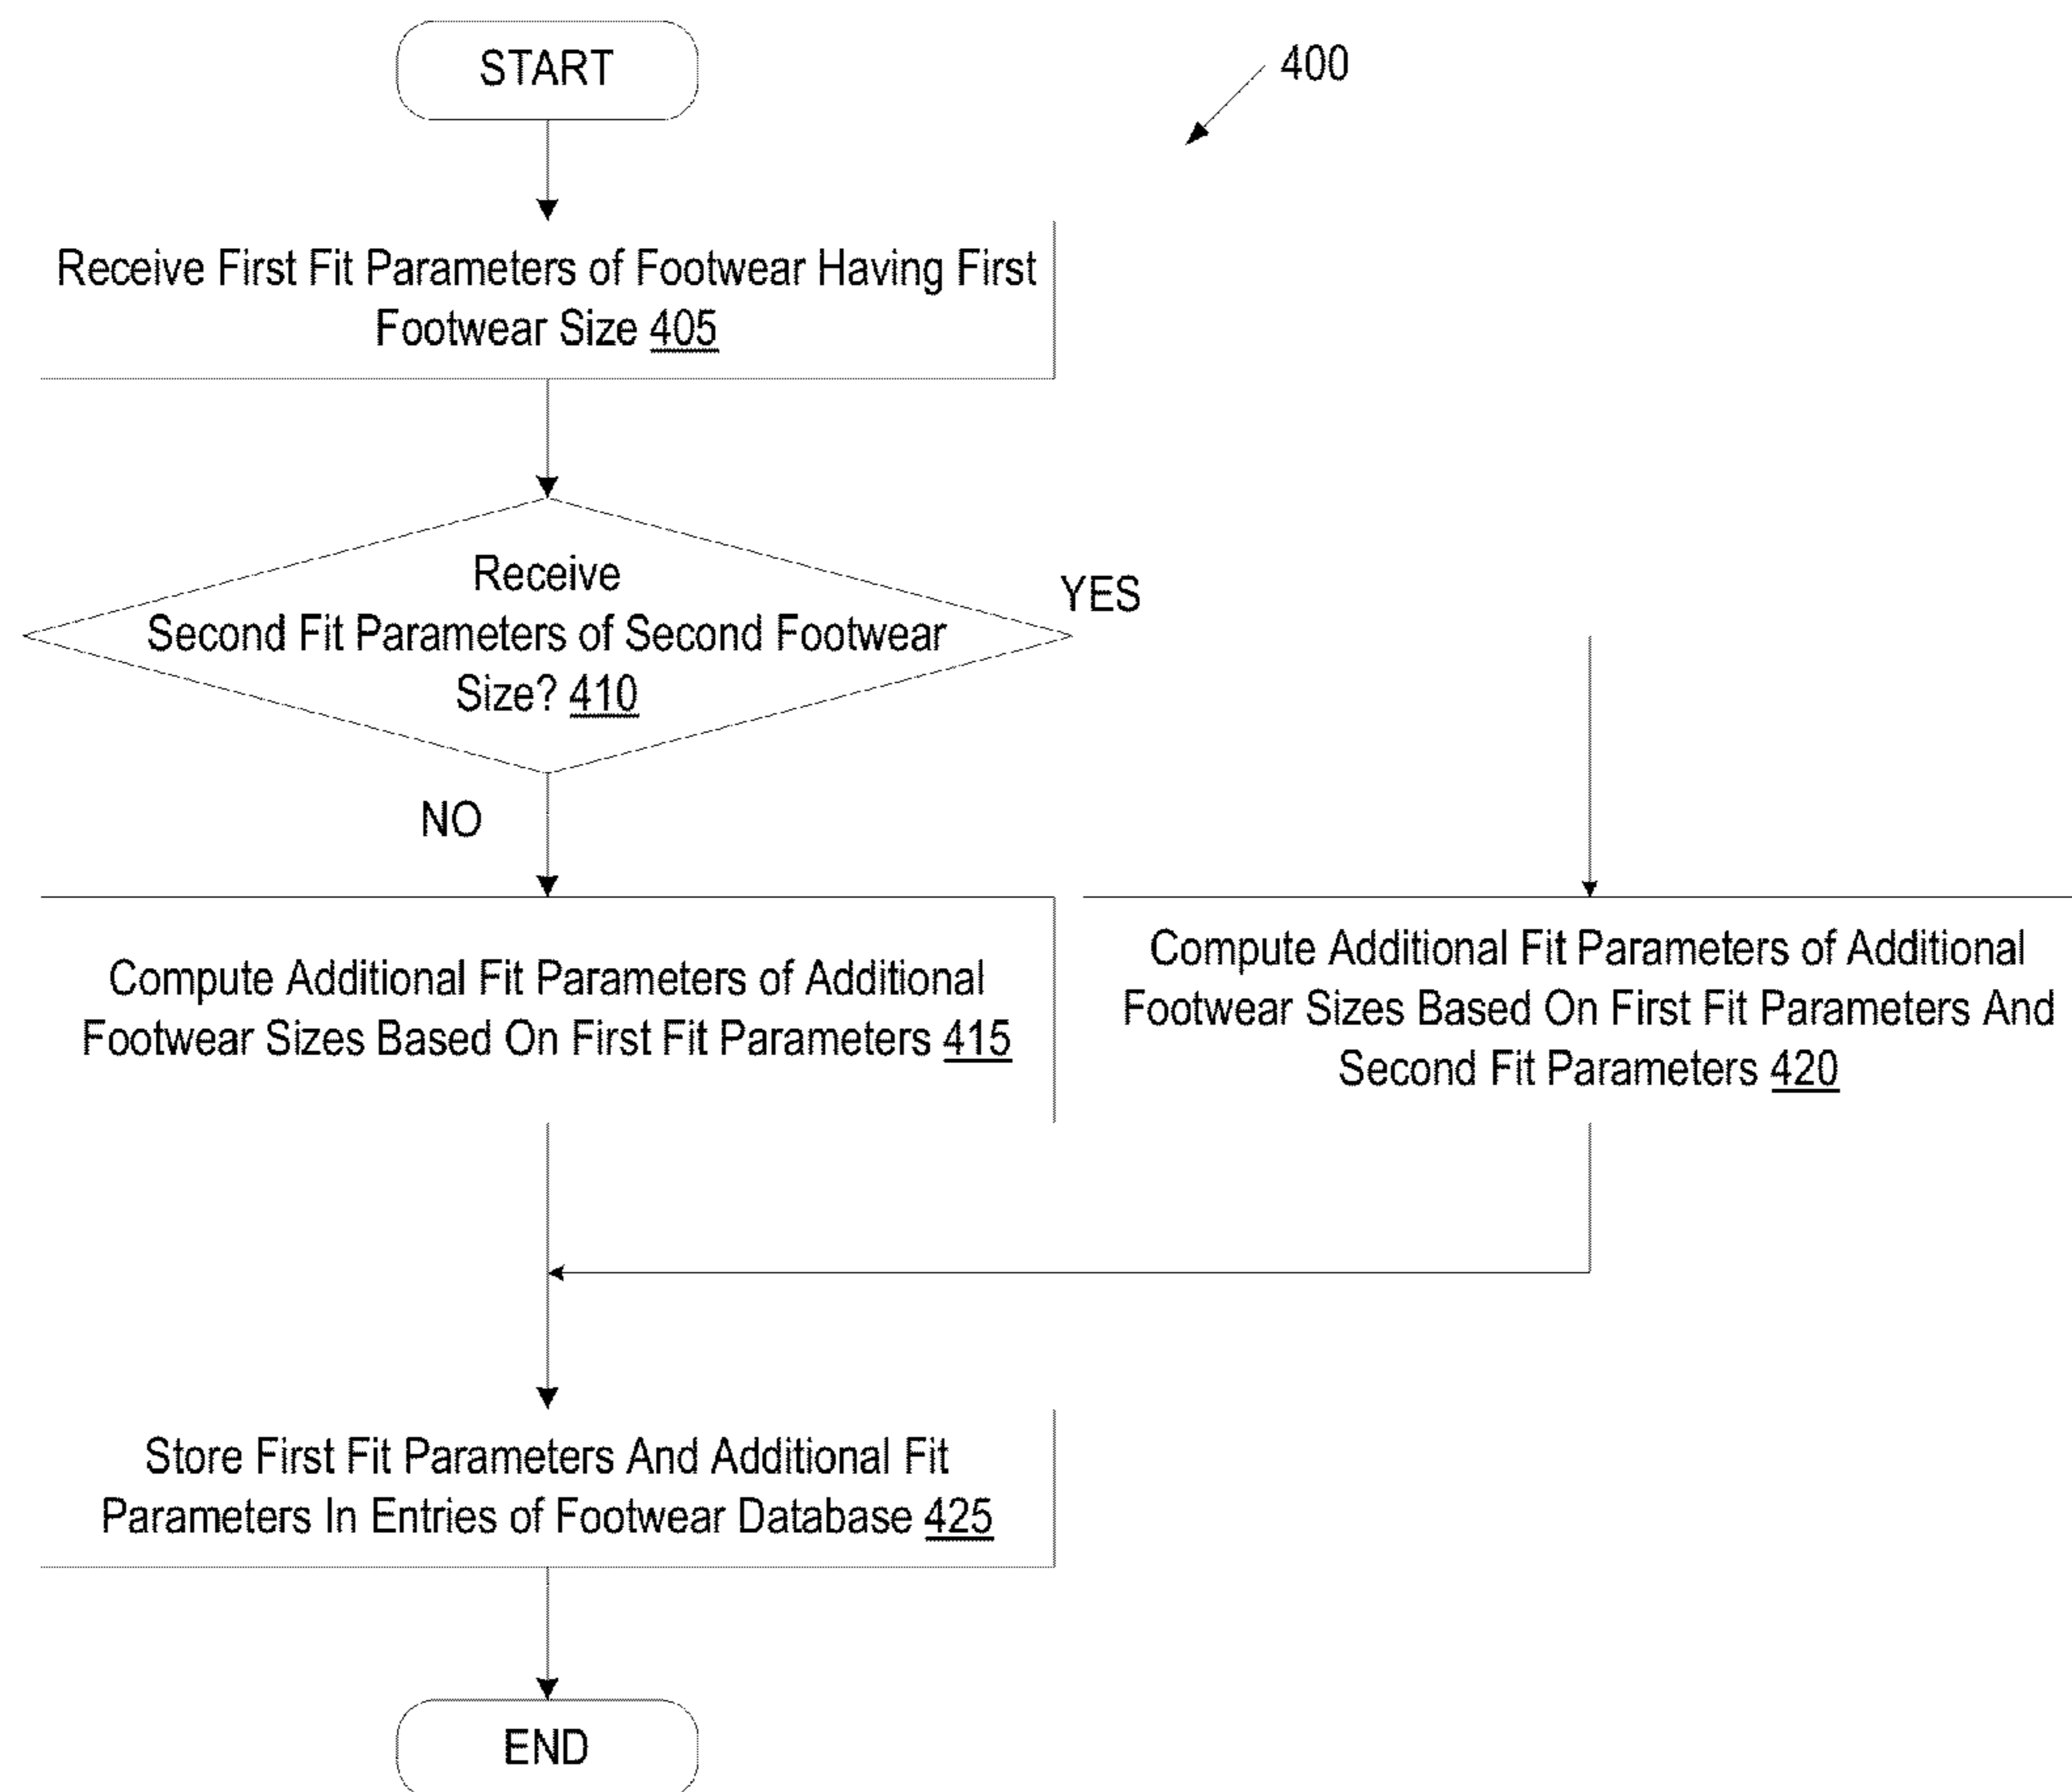 START
400
Receive First Fit Parameters of Footwear Having First
Footwear Size 405
Receive
Second Fit Parameters of Second Footwear
Size? 410
YES
NO
Compute Additional Fit Parameters of Additional
Footwear Sizes Based On First Fit Parameters 415
Compute Additional Fit Parameters of Additional
Footwear Sizes Based On First Fit Parameters And
Second Fit Parameters 420
Store First Fit Parameters And Additional Fit
Parameters In Entries of Footwear Database 425
END